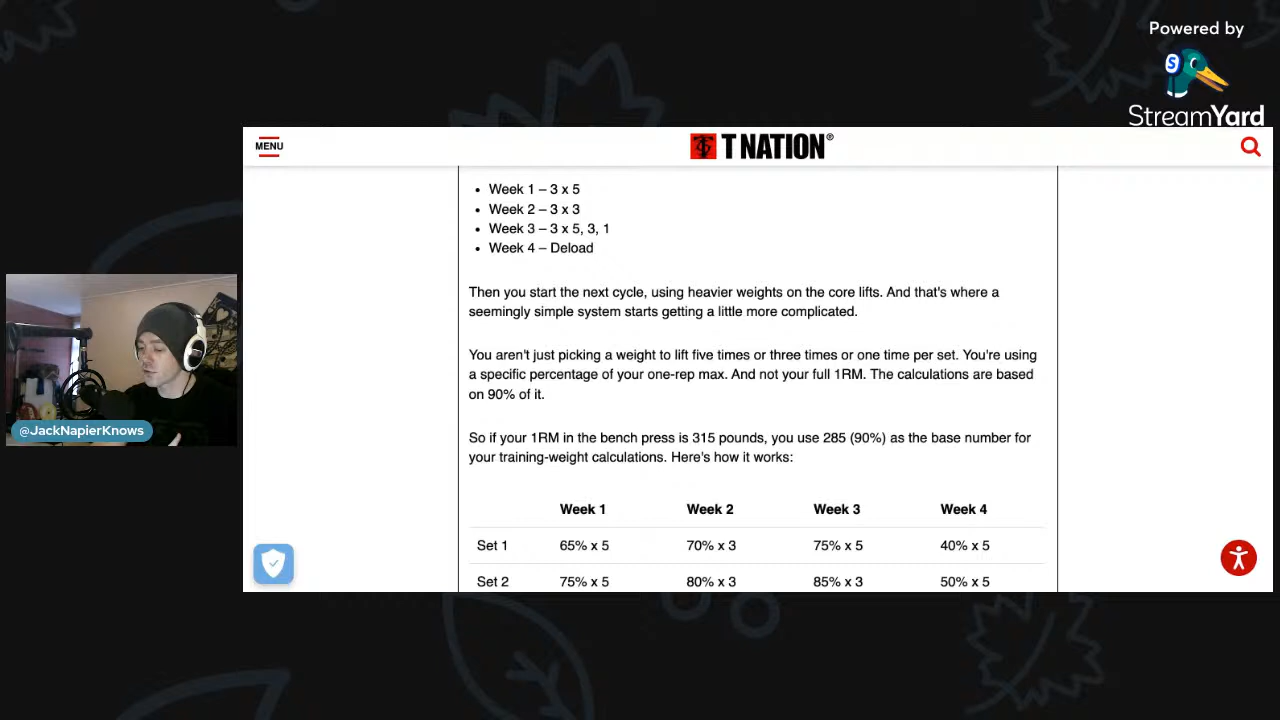 Powered by
S
StreamYard
MENU
T NATION®
• Week 1 – 3 x 5
• Week 2 – 3 x 3
• Week 3 – 3 x 5, 3, 1
• Week 4 – Deload
Then you start the next cycle, using heavier weights on the core lifts. And that's where a
seemingly simple system starts getting a little more complicated.
You aren't just picking a weight to lift five times or three times or one time per set. You're using
a specific percentage of your one-rep max. And not your full 1RM. The calculations are based
on 90% of it.
So if your 1RM in the bench press is 315 pounds, you use 285 (90%) as the base number for
your training-weight calculations. Here's how it works:
Week 1 Week 2 Week 3 Week 4
Set 1 65% x 5 70% x 3 75% x 5 40% x 5
Set 2 75% x 5 80% x 3 85% x 3 50% x 5
@JackNapierKnows